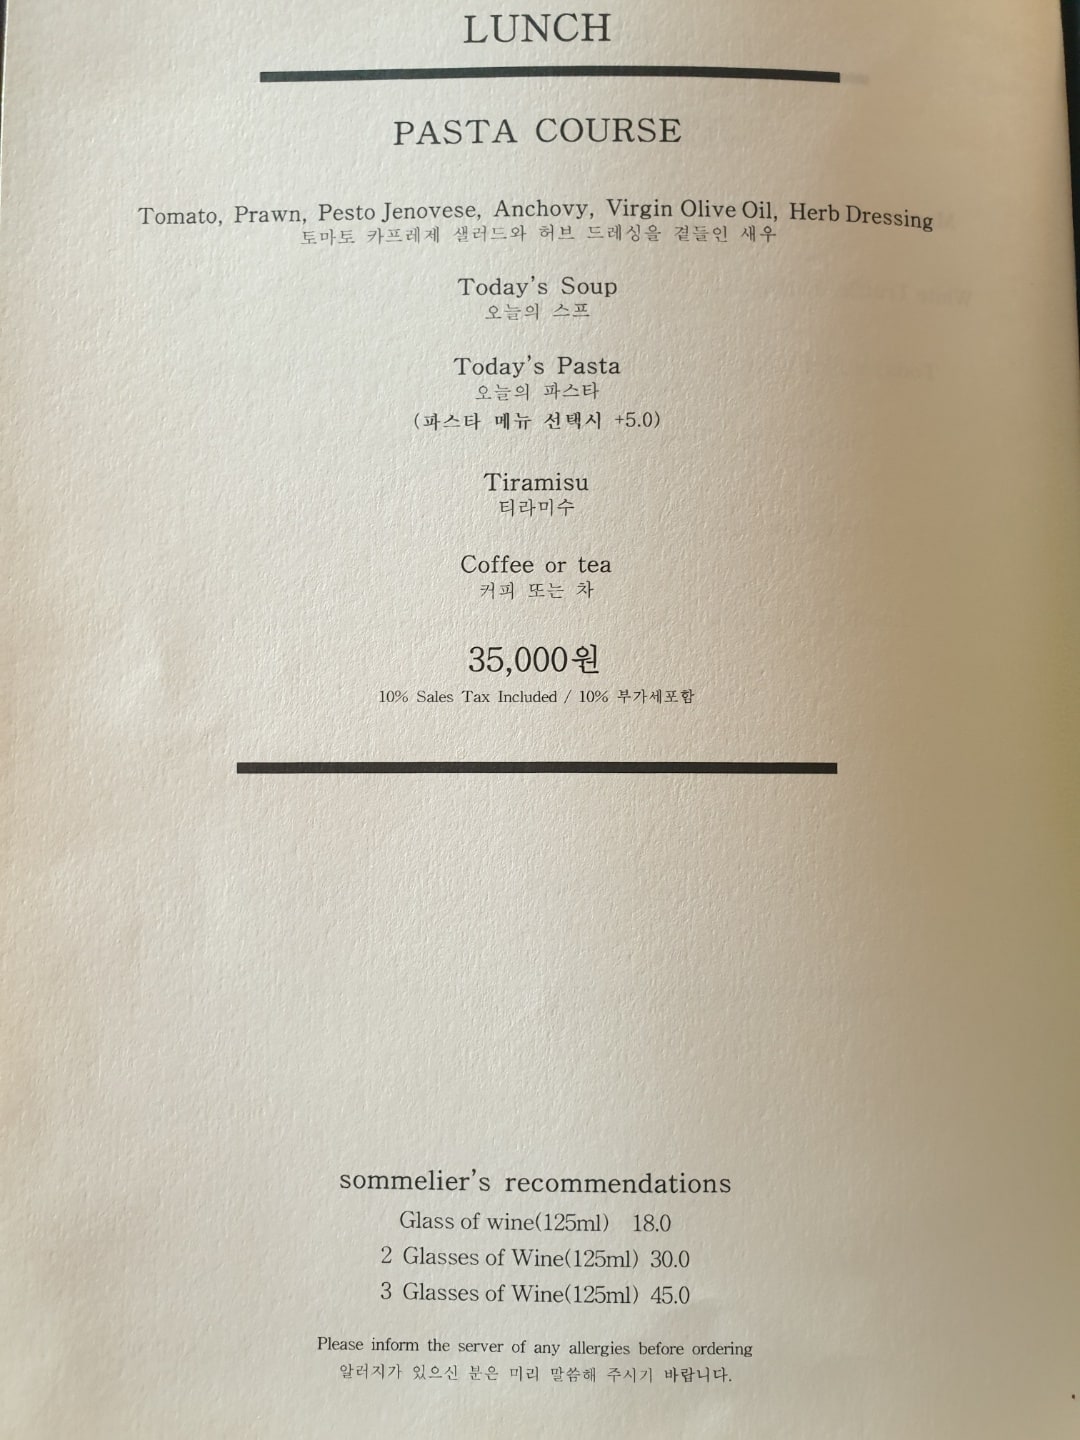 LUNCH
PASTA COURSE
Tomato, Prawn, Pesto Jenovese, Anchovy, Virgin Olive Oil, Herb Dressing
토마토 카프레제 샐러드와 허브 드레싱을 곁들인 새우
Today's Soup
오늘의 스프
Today's Pasta
오늘의 파스타
(파스타 메뉴 선택시 +5.0)
Tiramisu
티라미수
Coffee or tea
커피 또는 차
35,000원
10% Sales Tax Included / 10% 부가세포함
sommelier's recommendations
Glass of wine(125ml) 18.0
2 Glasses of Wine(125ml) 30.0
3 Glasses of Wine(125ml) 45.0
Please inform the server of any allergies before ordering
알러지가 있으신 분은 미리 말씀해 주시기 바랍니다.